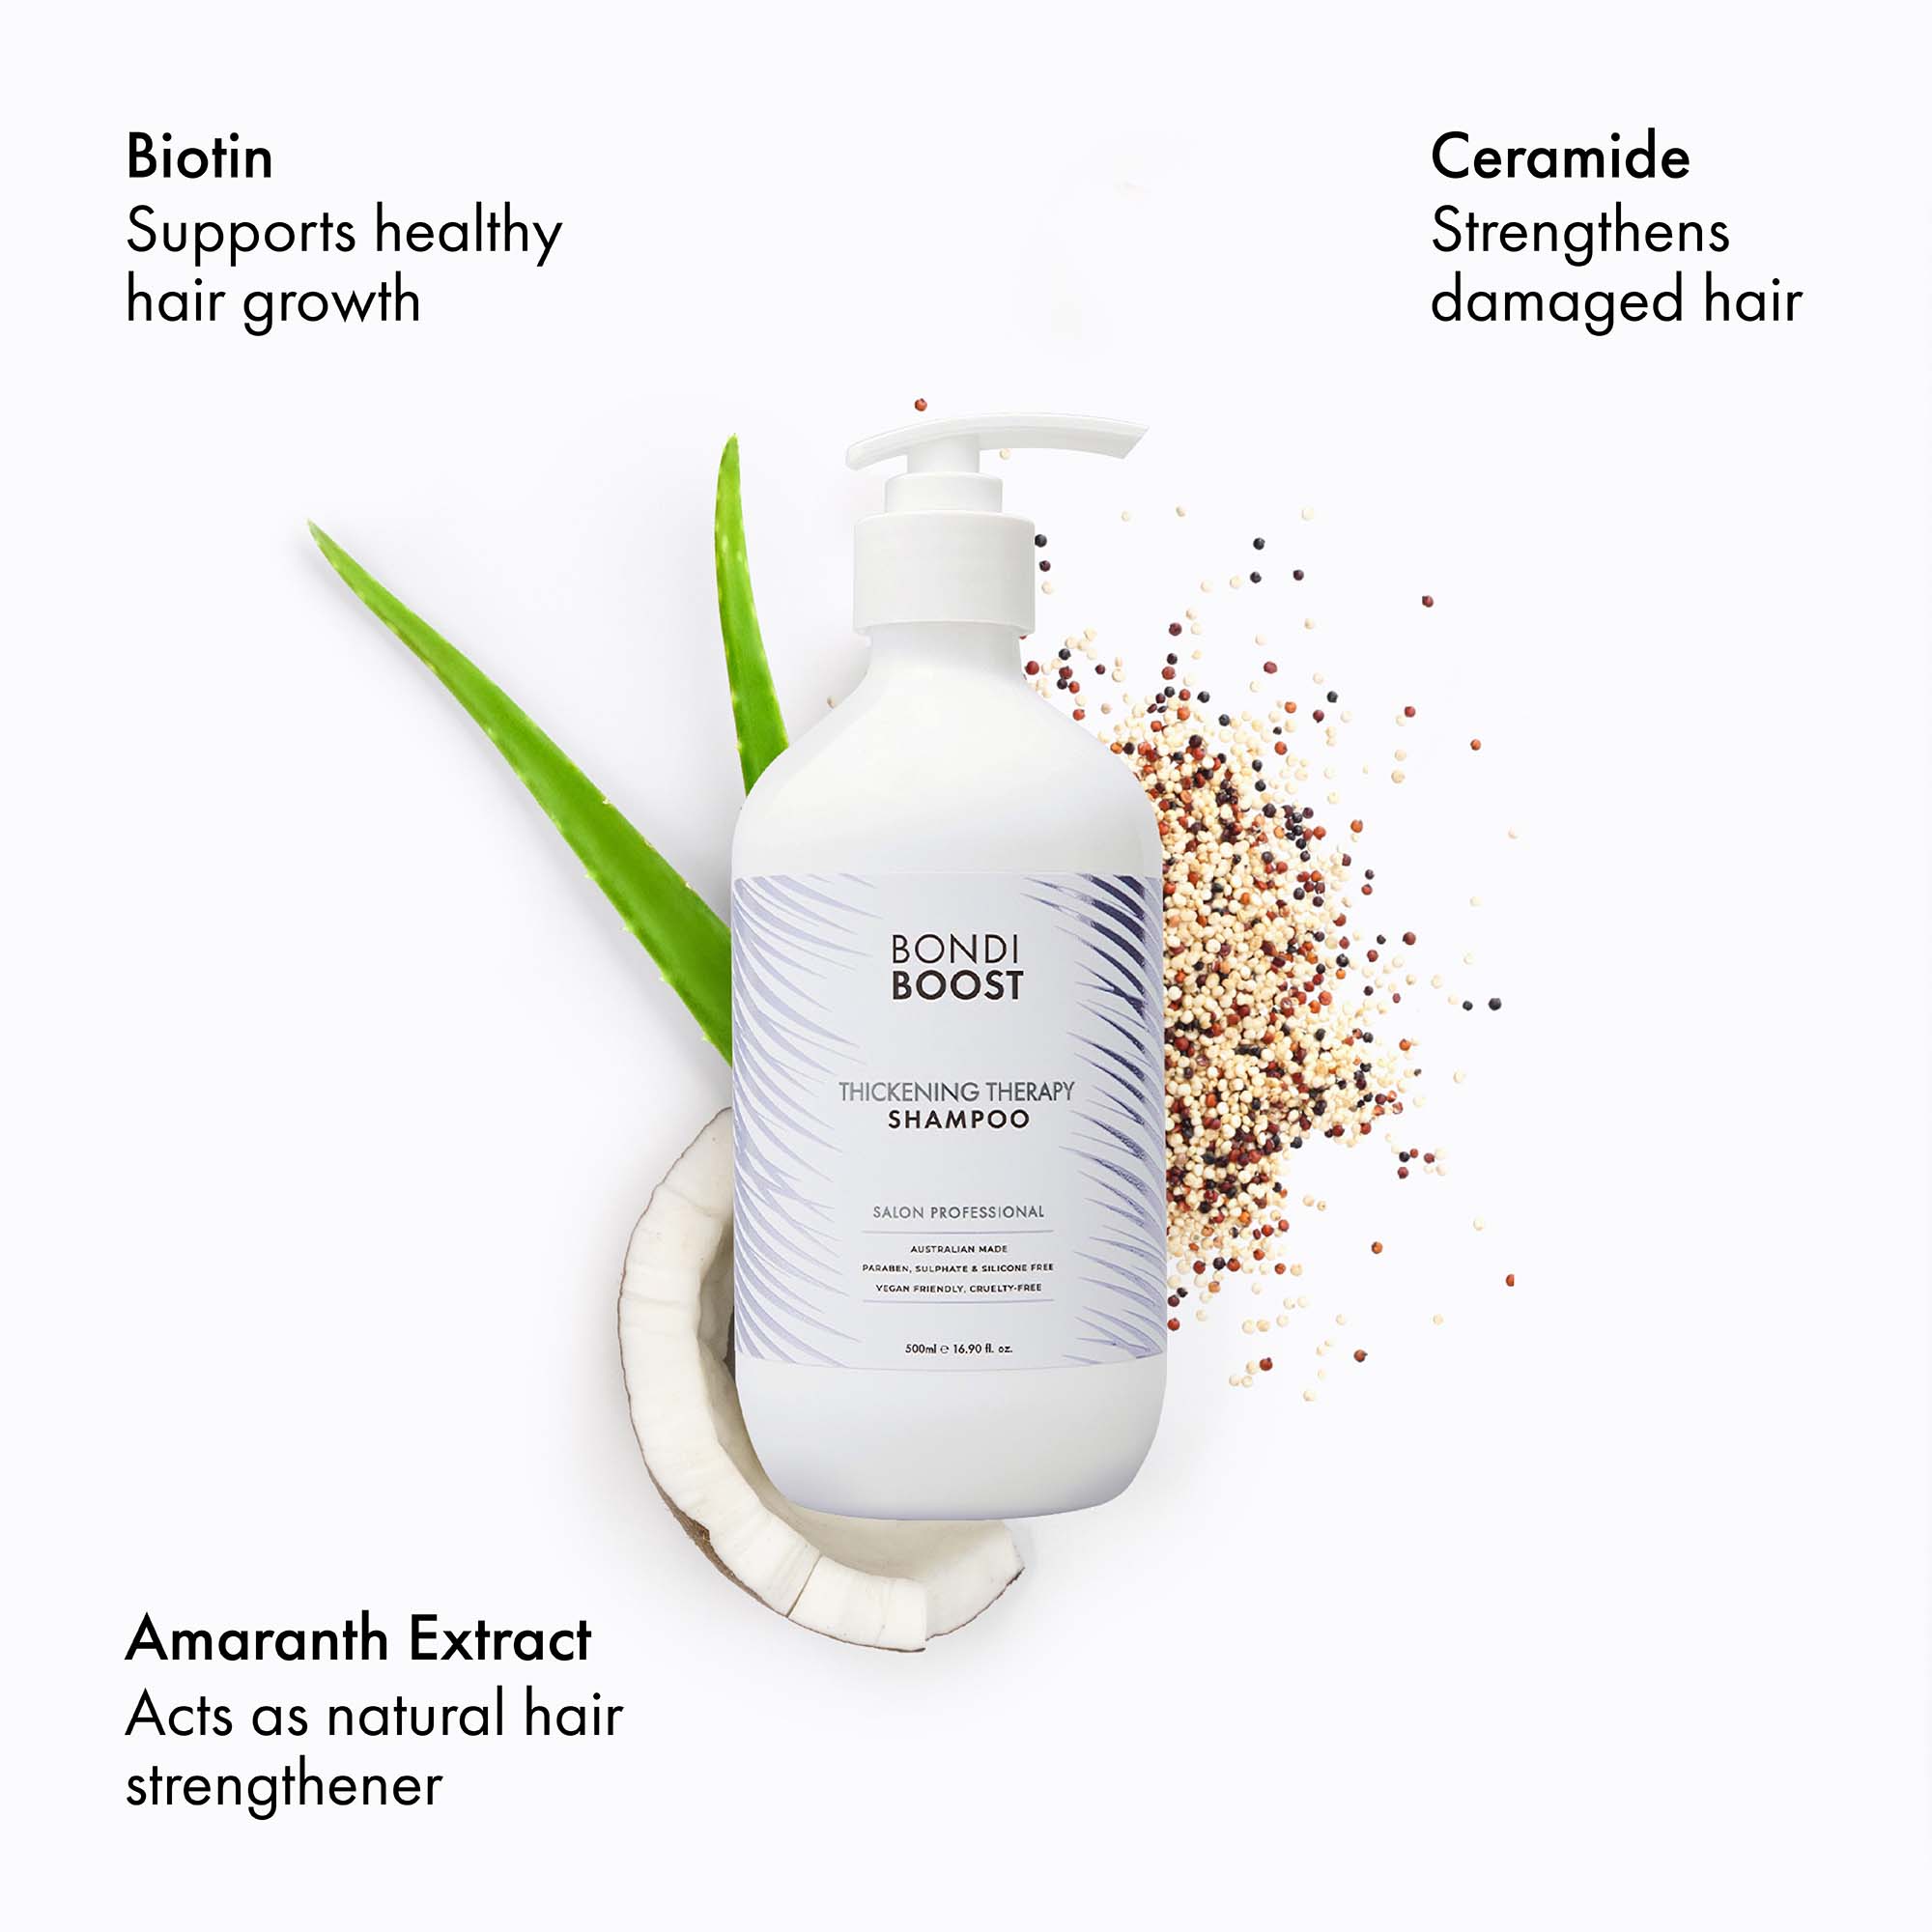 Biotin
Supports healthy
hair growth
Ceramide
Strengthens
damaged hair
BONDI
BOOST
THICKENING THERAPY
SHAMPOO
SALON PROFESSIONAL
AUSTRALIAN MADE
PARABEN, SULPHATE & SILICONE FREE
VEGAN FRIENDLY, CRUELTY-FREE
500ml ℮ 16.90 fl. oz.
Amaranth Extract
Acts as natural hair
strengthener